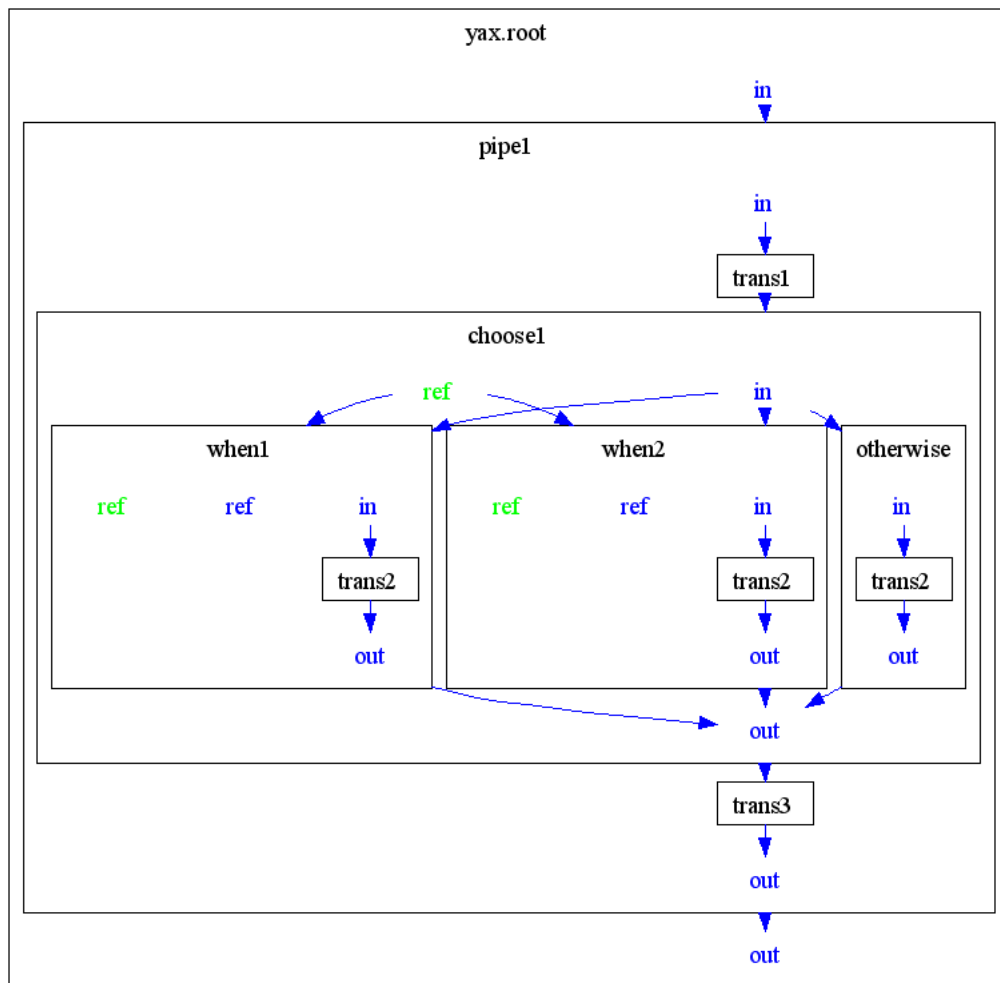 yax.root
in
pipe1
in
trans1
choose1
ref in
when1 when2 otherwise
ref ref in ref ref in in
trans2 trans2 trans2
out out out
out
trans3
out
out